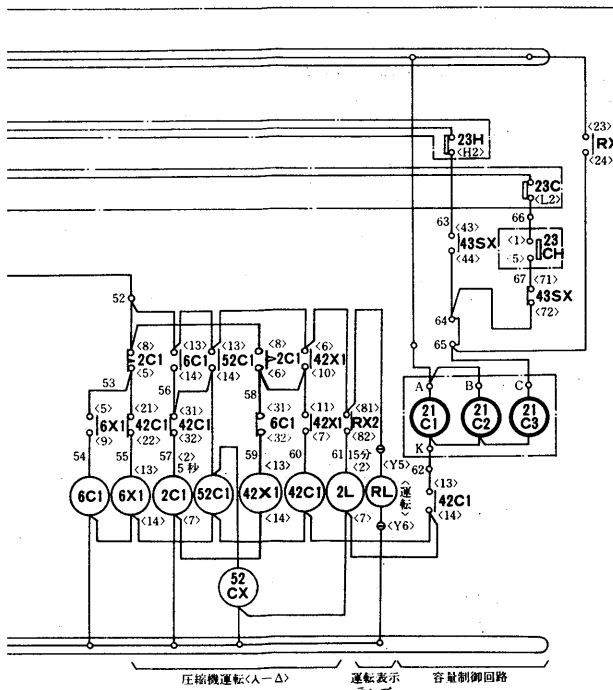 <23>
RX
<24>
23H
<H2>
23C
<L2>
66
63
<43>
43SX
<44>
<1>
23
CH
5>
67
<71>
43SX
<72>
64
65
52
<8>
2C1
<5>
<13>
6C1
<14>
<13>
52C1
<14>
<8>
2C1
<6>
<6>
42X1
<10>
53
56
58
<5>
6X1
<9>
<21>
42C1
<22>
<31>
42C1
<32>
<31>
6C1
<32>
<11>
42X1
<7>
<81>
RX2
<82>
54
55
57
<2>
5秒
59
60
61
15分
<2>
<13>
<13>
6C1
6X1
2C1
52C1
42X1
42C1
2L
RL
<Y5>
運転
<Y6>
<14>
<7>
<14>
<7>
A
B
C
21
C1
21
C2
21
C3
K
62
<13>
42C1
<14>
52
CX
圧縮機運転<人-Δ>
運転表示
容量制御回路